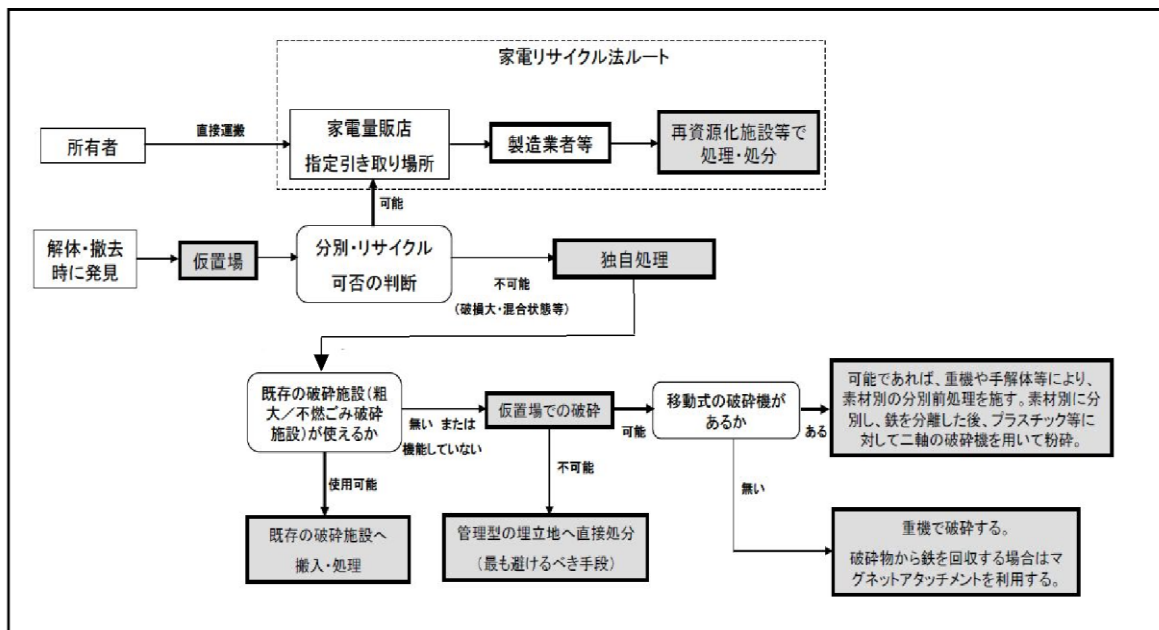 家電リサイクル法ルート
所有者
直接運搬
家電量販店
指定引き取り場所
製造業者等
再資源化施設等で
処理・処分
可能
解体・撤去
時に発見
仮置場
分別・リサイクル
可否の判断
不可能
(破損大・混合状態等)
独自処理
既存の破砕施設(粗
大/不燃ごみ破砕
施設)が使えるか
無い または
機能していない
仮置場での破砕
可能
移動式の破砕機が
あるか
ある
可能であれば、重機や手解体等により、
素材別の分別前処理を施す。素材別に分
別し、鉄を分離した後、プラスチック等に
対して二軸の破砕機を用いて粉砕。
使用可能
不可能
無い
既存の破砕施設へ
搬入・処理
管理型の埋立地へ直接処分
(最も避けるべき手段)
重機で破砕する。
破砕物から鉄を回収する場合はマ
グネットアタッチメントを利用する。